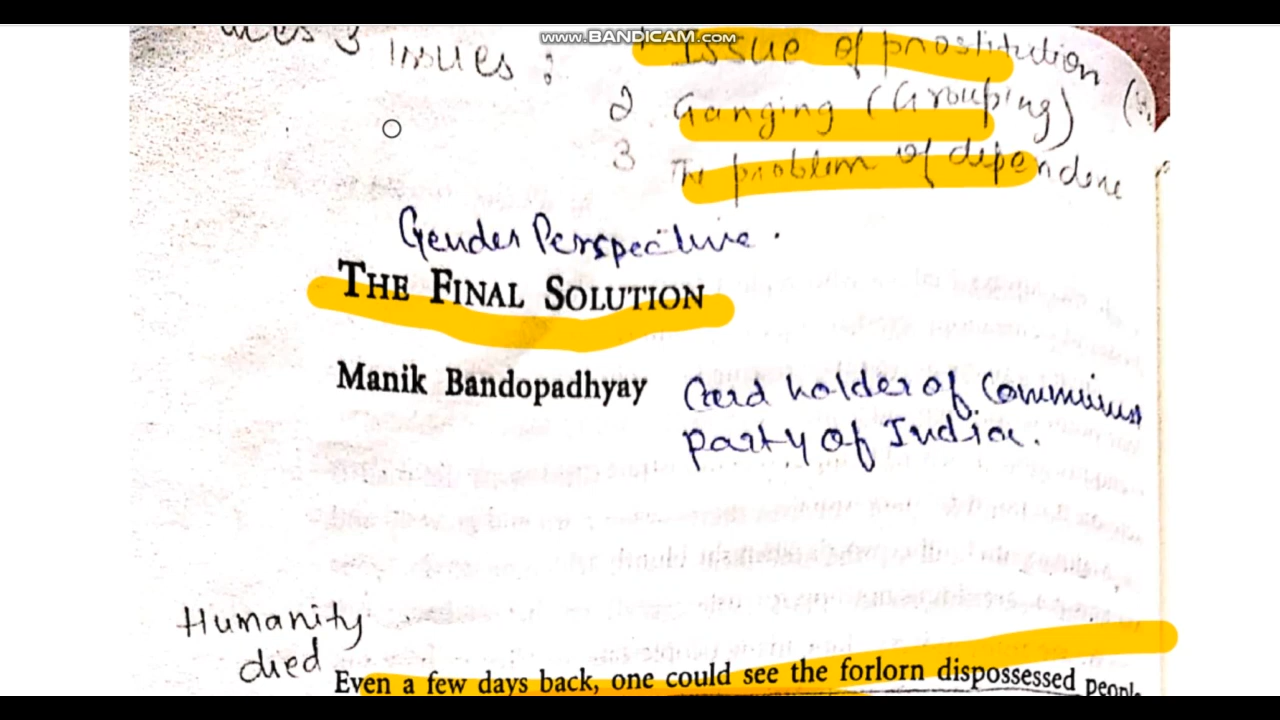 www.BANDICAM.com
3 Issues :
Issue of prostitution
2 Ganging (Grouping)
3 The problem of dependence
Gender Perspective.
THE FINAL SOLUTION
Manik Bandopadhyay
Card holder of Communist
party of India.
Humanity
died
Even a few days back, one could see the forlorn dispossessed people